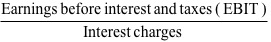 Earnings before interest and taxes ( EBIT )
Interest charges